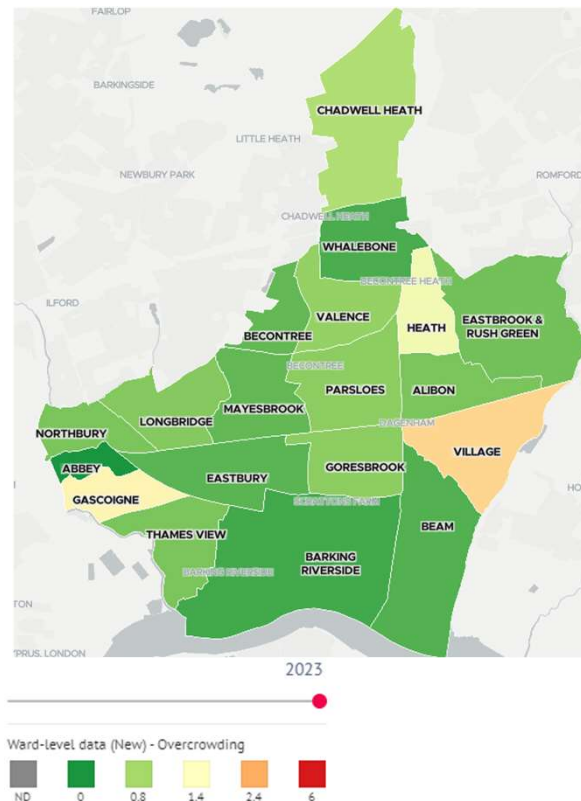 FAIRLOP
BARKINGSIDE
CHADWELL HEATH
LITTLE HEATH
NEWBURY PARK
ROMFORD
CHADWELL HEATH
WHALEBONE
BECONTREE HEATH
ILFORD
VALENCE
EASTBROOK &
RUSH GREEN
HEATH
BECONTREE
BECONTREE
PARSLOES
ALIBON
MAYESBROOK
LONGBRIDGE
DAGENHAM
NORTHBURY
VILLAGE
ABBEY
GORESBROOK
EASTBURY
GASCOIGNE
HO
SCRATTONS FARM
BEAM
THAMES VIEW
BARKING
RIVERSIDE
BARKING RIVERSIDE
TON
PRUS, LONDON
2023
Ward-level data (New) - Overcrowding
ND 0 0.8 1.4 2.4 6